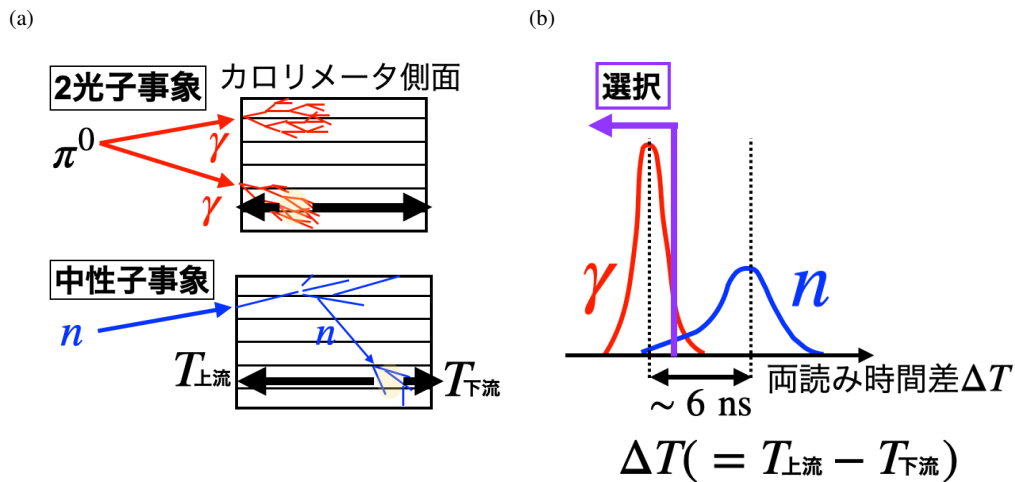 (a)
2光子事象
カロリメータ側面
π⁰
γ
γ
中性子事象
n
n
T上流
T下流
(b)
選択
γ
n
両読み時間差ΔT
~ 6 ns
ΔT( = T上流 − T下流)